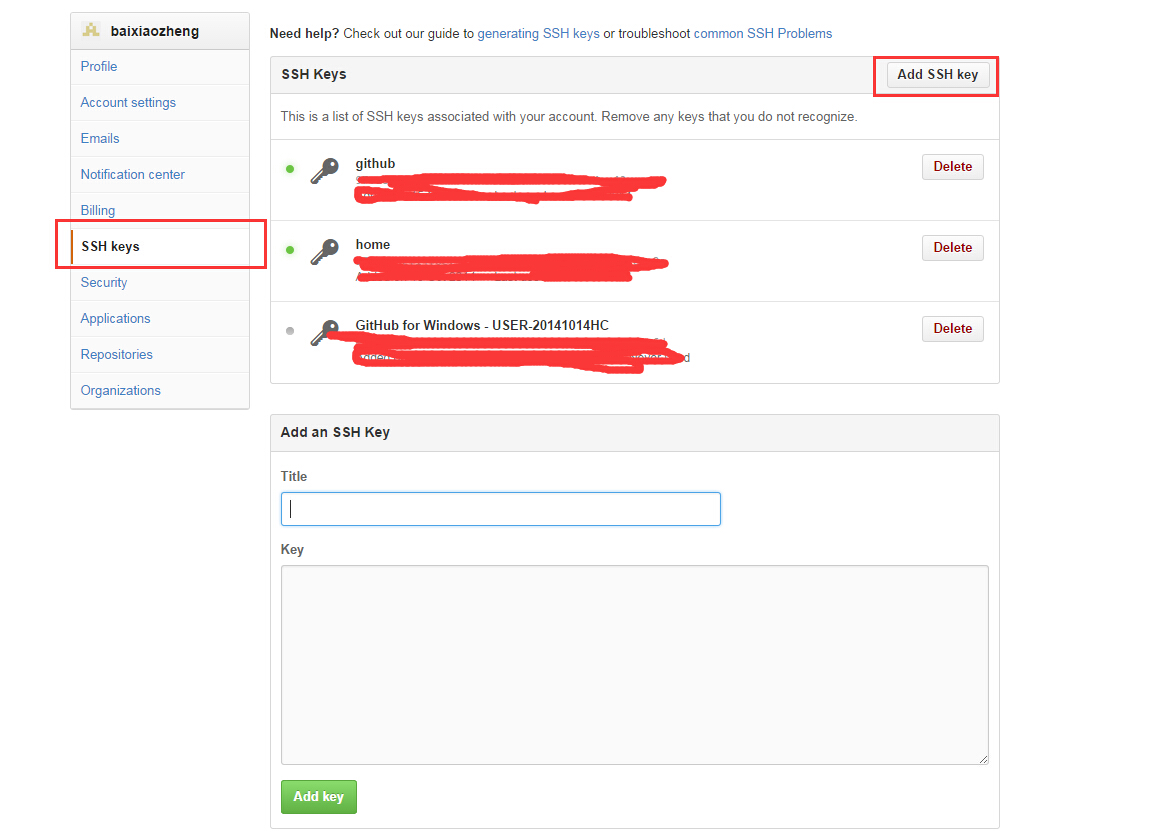 baixiaozheng
Profile
Account settings
Emails
Notification center
Billing
SSH keys
Security
Applications
Repositories
Organizations
Need help? Check out our guide to generating SSH keys or troubleshoot common SSH Problems
SSH Keys
Add SSH key
This is a list of SSH keys associated with your account. Remove any keys that you do not recognize.
github
Delete
home
Delete
GitHub for Windows - USER-20141014HC
Delete
Add an SSH Key
Title
Key
Add key